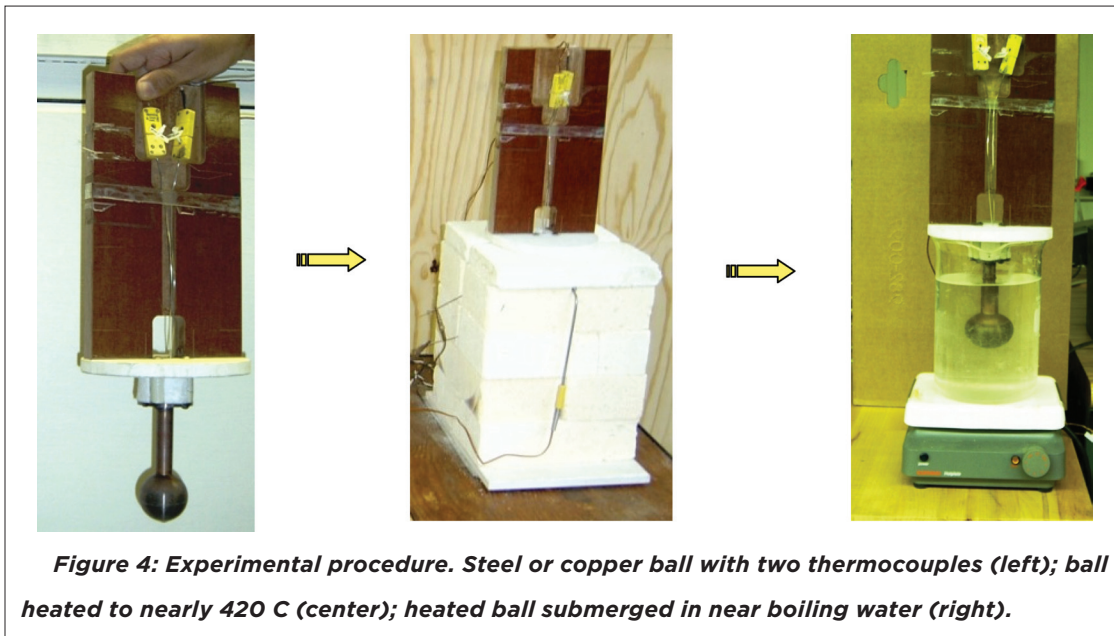 Figure 4: Experimental procedure. Steel or copper ball with two thermocouples (left); ball
heated to nearly 420 C (center); heated ball submerged in near boiling water (right).